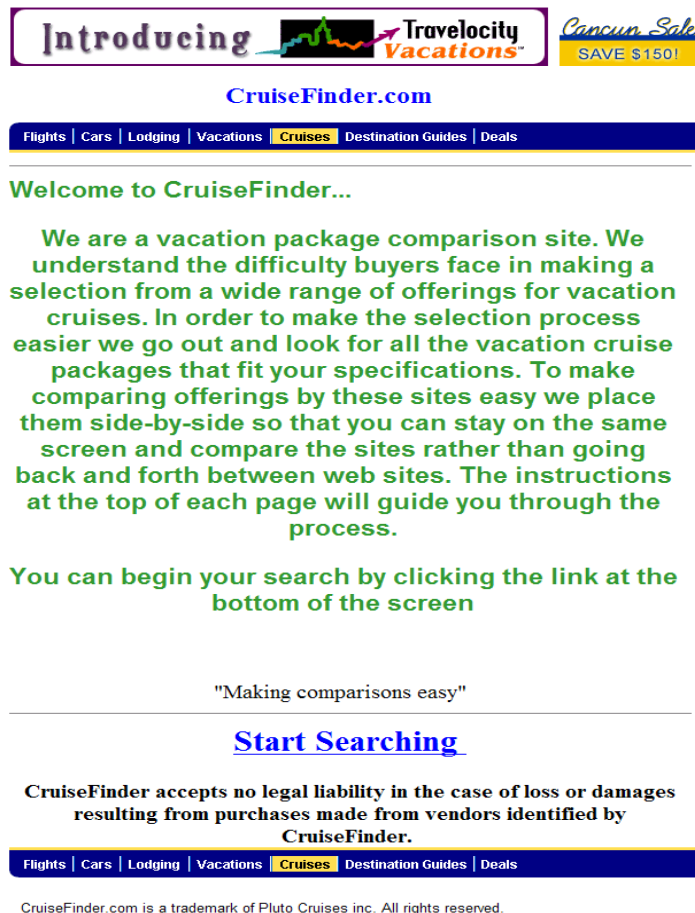 Introducing Travelocity Vacations℠ Cancun Sale
SAVE $150!
CruiseFinder.com
Flights | Cars | Lodging | Vacations | Cruises | Destination Guides | Deals
Welcome to CruiseFinder...
We are a vacation package comparison site. We
understand the difficulty buyers face in making a
selection from a wide range of offerings for vacation
cruises. In order to make the selection process
easier we go out and look for all the vacation cruise
packages that fit your specifications. To make
comparing offerings by these sites easy we place
them side-by-side so that you can stay on the same
screen and compare the sites rather than going
back and forth between web sites. The instructions
at the top of each page will guide you through the
process.
You can begin your search by clicking the link at the
bottom of the screen
"Making comparisons easy"
Start Searching
CruiseFinder accepts no legal liability in the case of loss or damages
resulting from purchases made from vendors identified by
CruiseFinder.
Flights | Cars | Lodging | Vacations | Cruises | Destination Guides | Deals
CruiseFinder.com is a trademark of Pluto Cruises inc. All rights reserved.